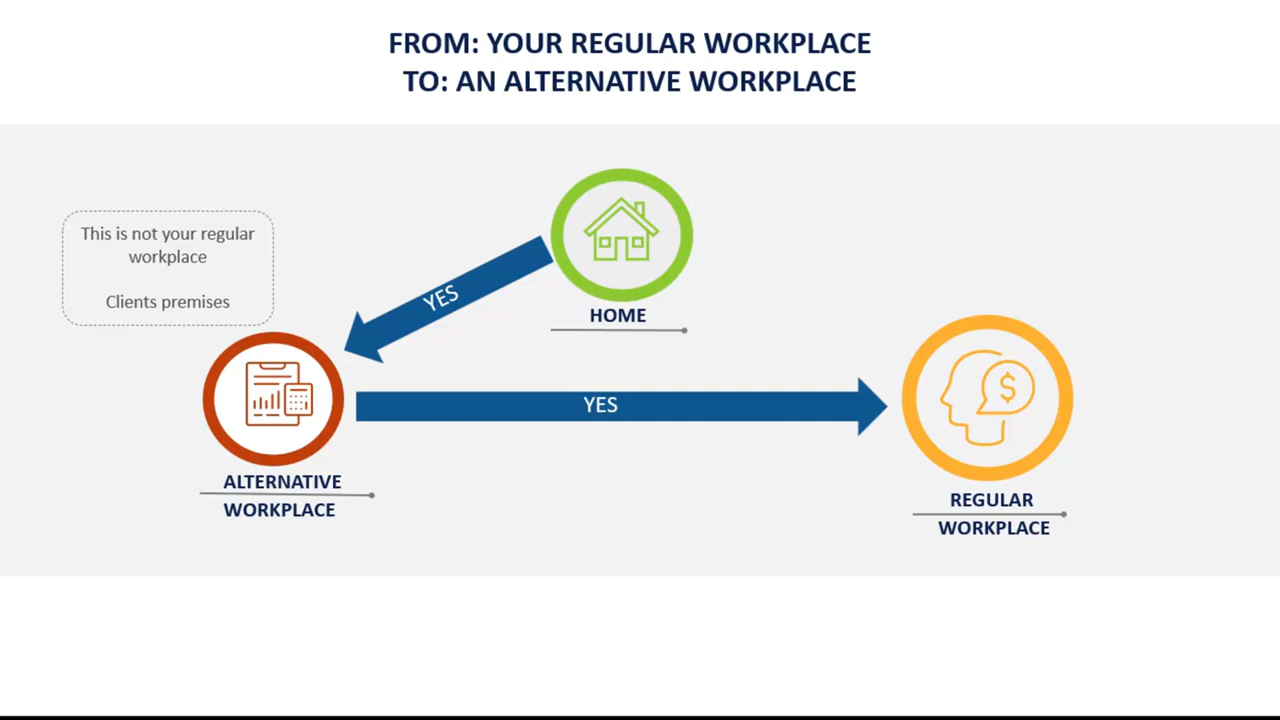 FROM: YOUR REGULAR WORKPLACE
TO: AN ALTERNATIVE WORKPLACE
This is not your regular
workplace
Clients premises
YES
HOME
$
YES
ALTERNATIVE
WORKPLACE
REGULAR
WORKPLACE